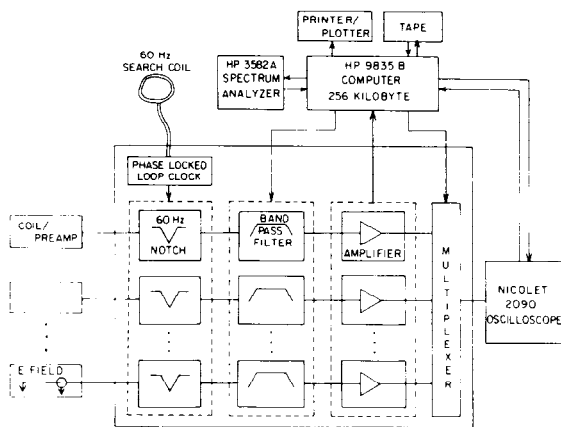 PRINTER/
PLOTTER
TAPE
60 Hz
SEARCH COIL
HP 3582A
SPECTRUM
ANALYZER
HP 9835 B
COMPUTER
256 KILOBYTE
PHASE LOCKED
LOOP CLOCK
COIL/
PREAMP
60 Hz
NOTCH
BAND
PASS
FILTER
AMPLIFIER
MULTIPLEXER
NICOLET
2090
OSCILLOSCOPE
E FIELD